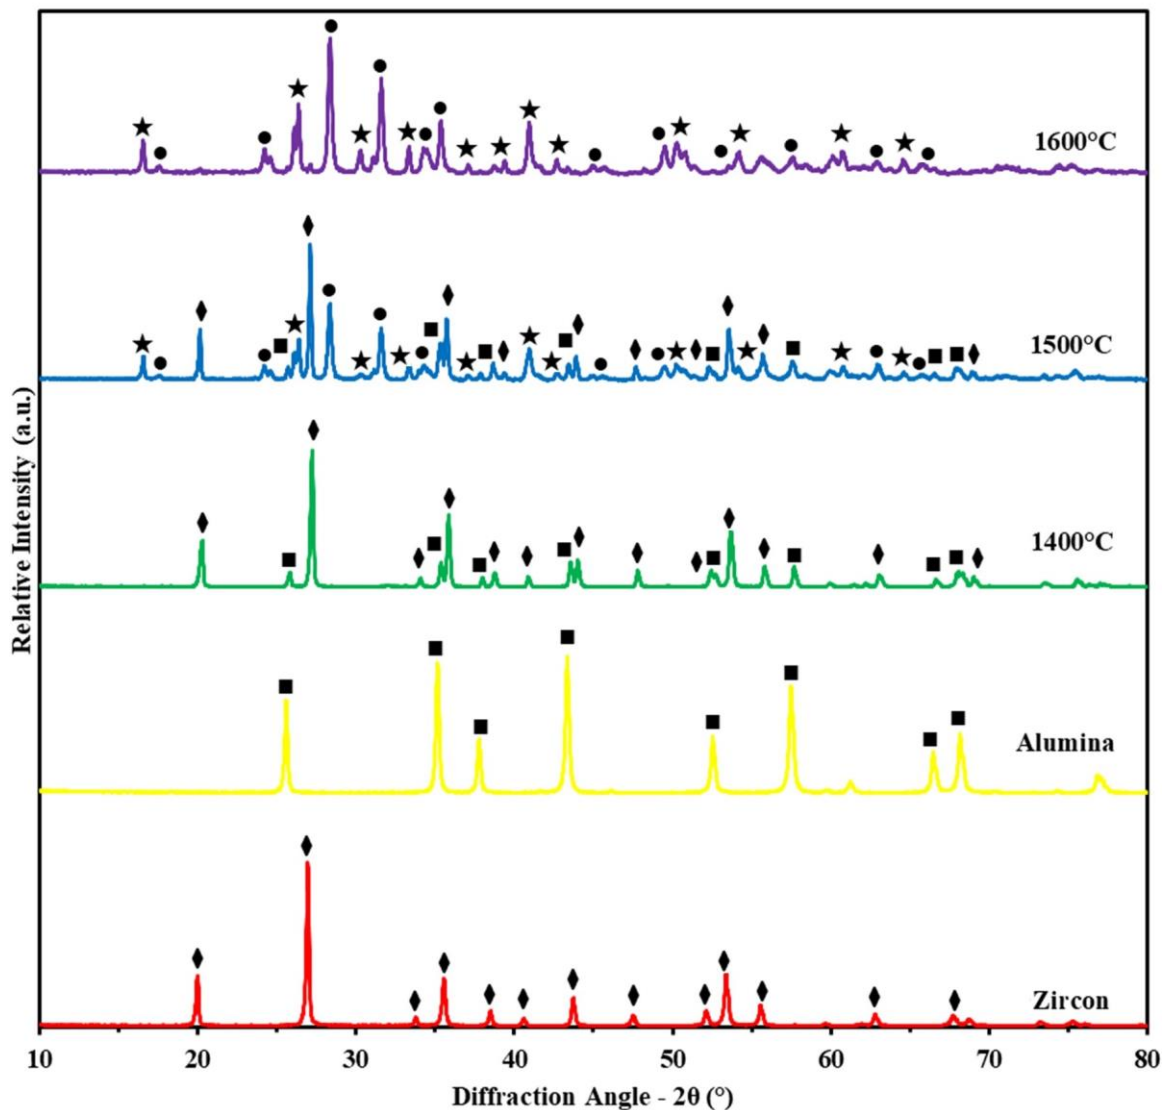 1600°C
1500°C
1400°C
Alumina
Zircon
Relative Intensity (a.u.)
10 20 30 40 50 60 70 80
Diffraction Angle - 2θ (°)